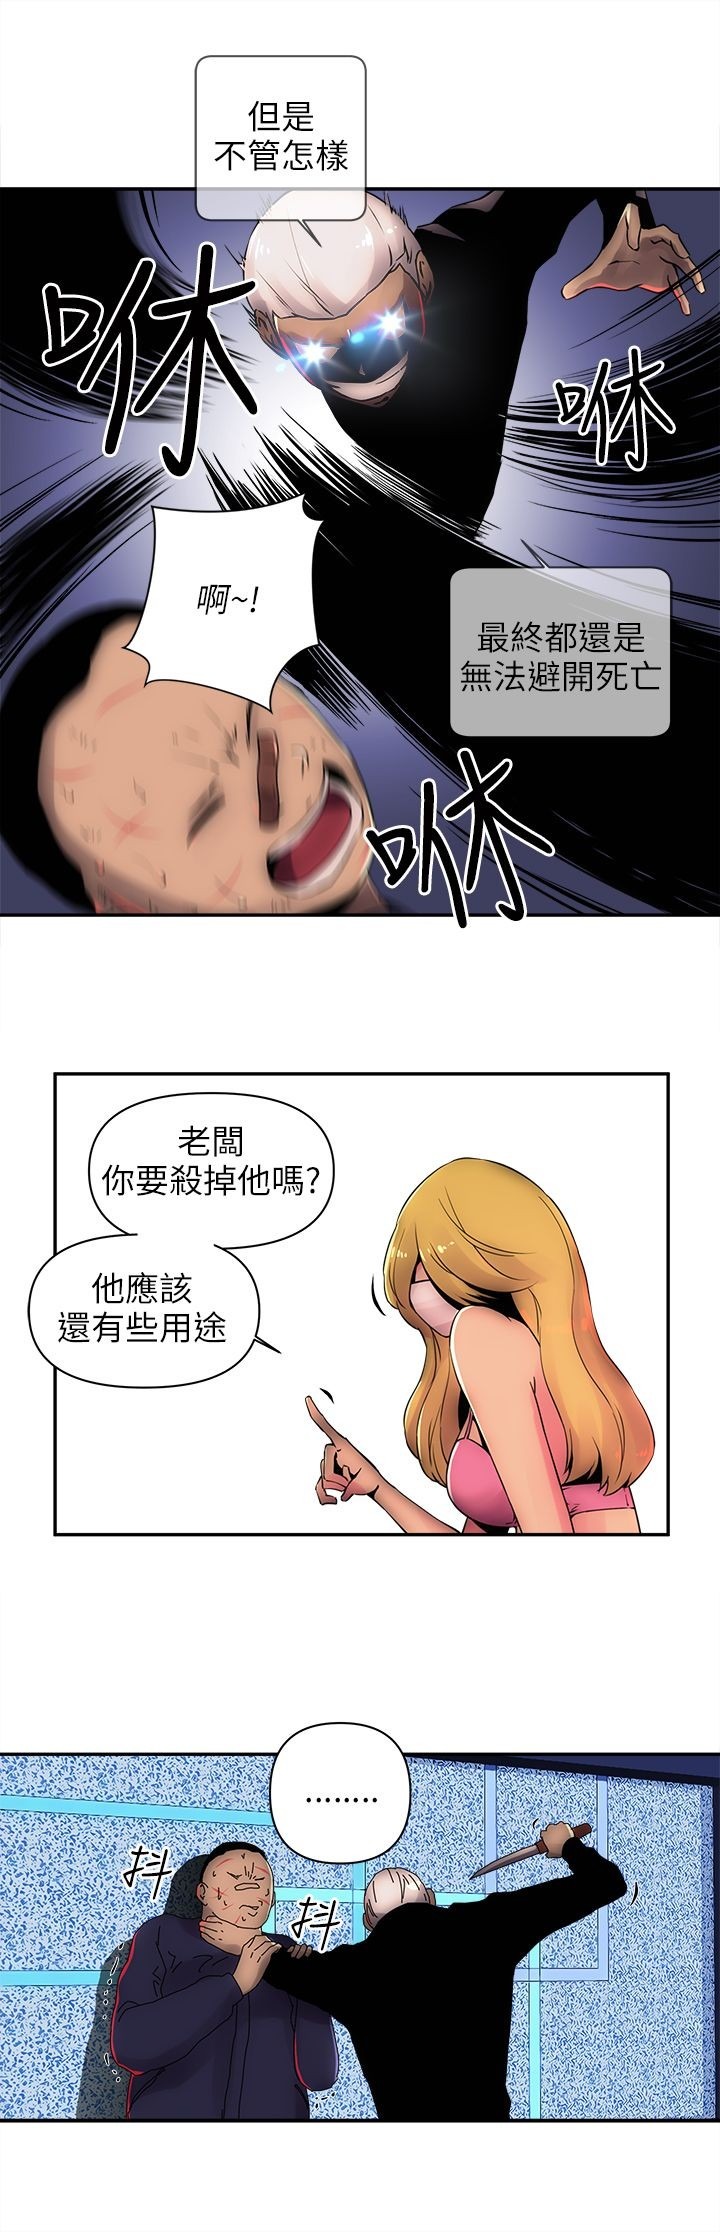 但是
不管怎樣
咻
咻
啊~!
最終都還是
無法避開死亡
咻
老闆
你要殺掉他嗎?
他應該
還有些用途
........
抖
抖